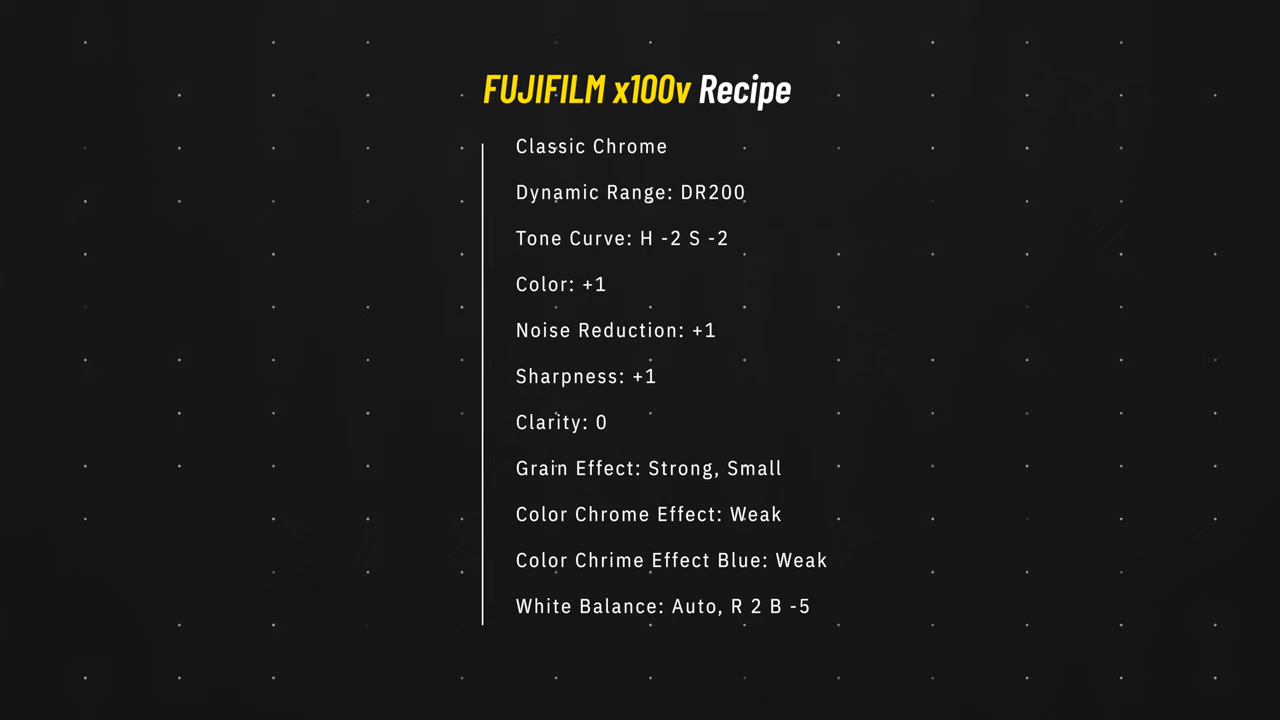 FUJIFILM x100v Recipe
Classic Chrome
Dynamic Range: DR200
Tone Curve: H -2 S -2
Color: +1
Noise Reduction: +1
Sharpness: +1
Clarity: 0
Grain Effect: Strong, Small
Color Chrome Effect: Weak
Color Chrime Effect Blue: Weak
White Balance: Auto, R 2 B -5